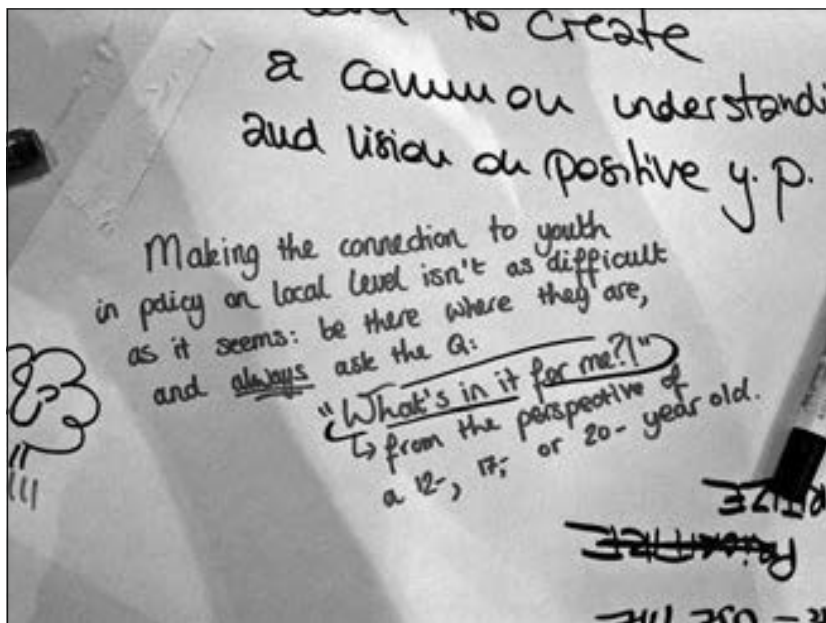 to create
a common understandi
and vision on positive y.p.
Making the connection to youth
in policy on local level isn't as difficult
as it seems: be there where they are,
and always ask the Q:
"What's in it for me?!"
↳ from the perspective of
a 12-, 17-, or 20- year old.